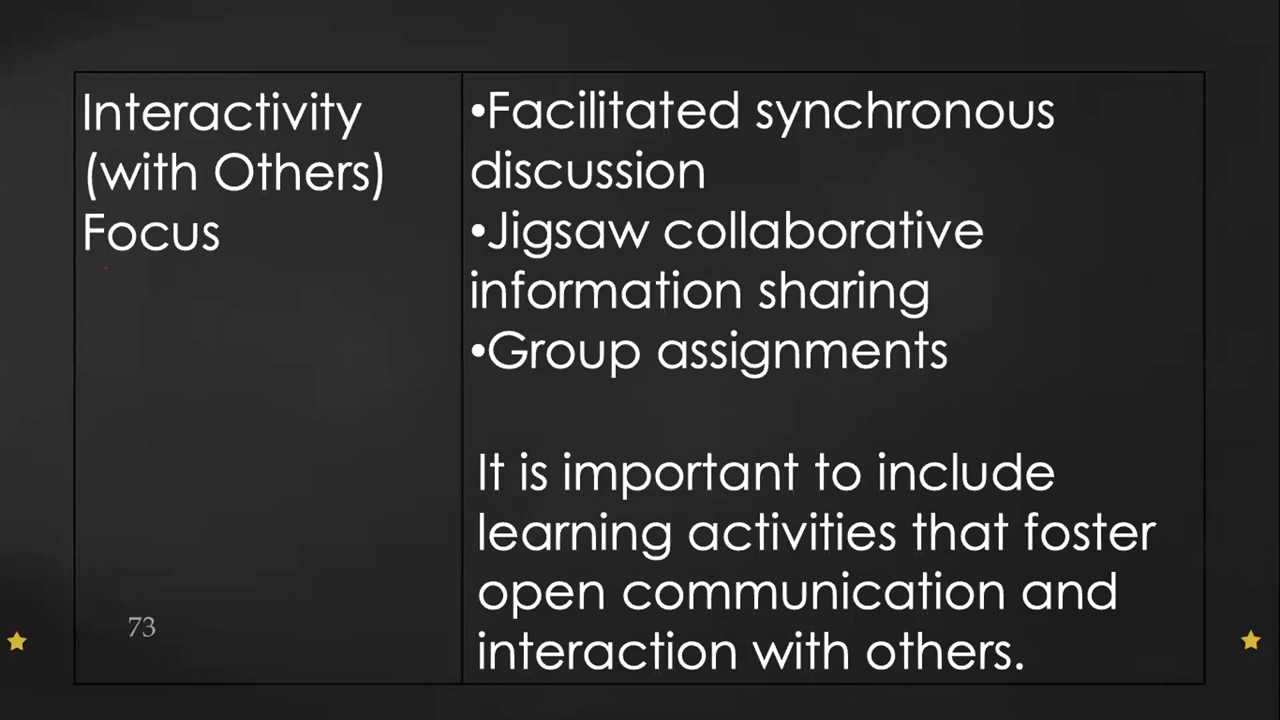 Interactivity
(with Others)
Focus
•Facilitated synchronous
discussion
•Jigsaw collaborative
information sharing
•Group assignments
It is important to include
learning activities that foster
open communication and
interaction with others.
73